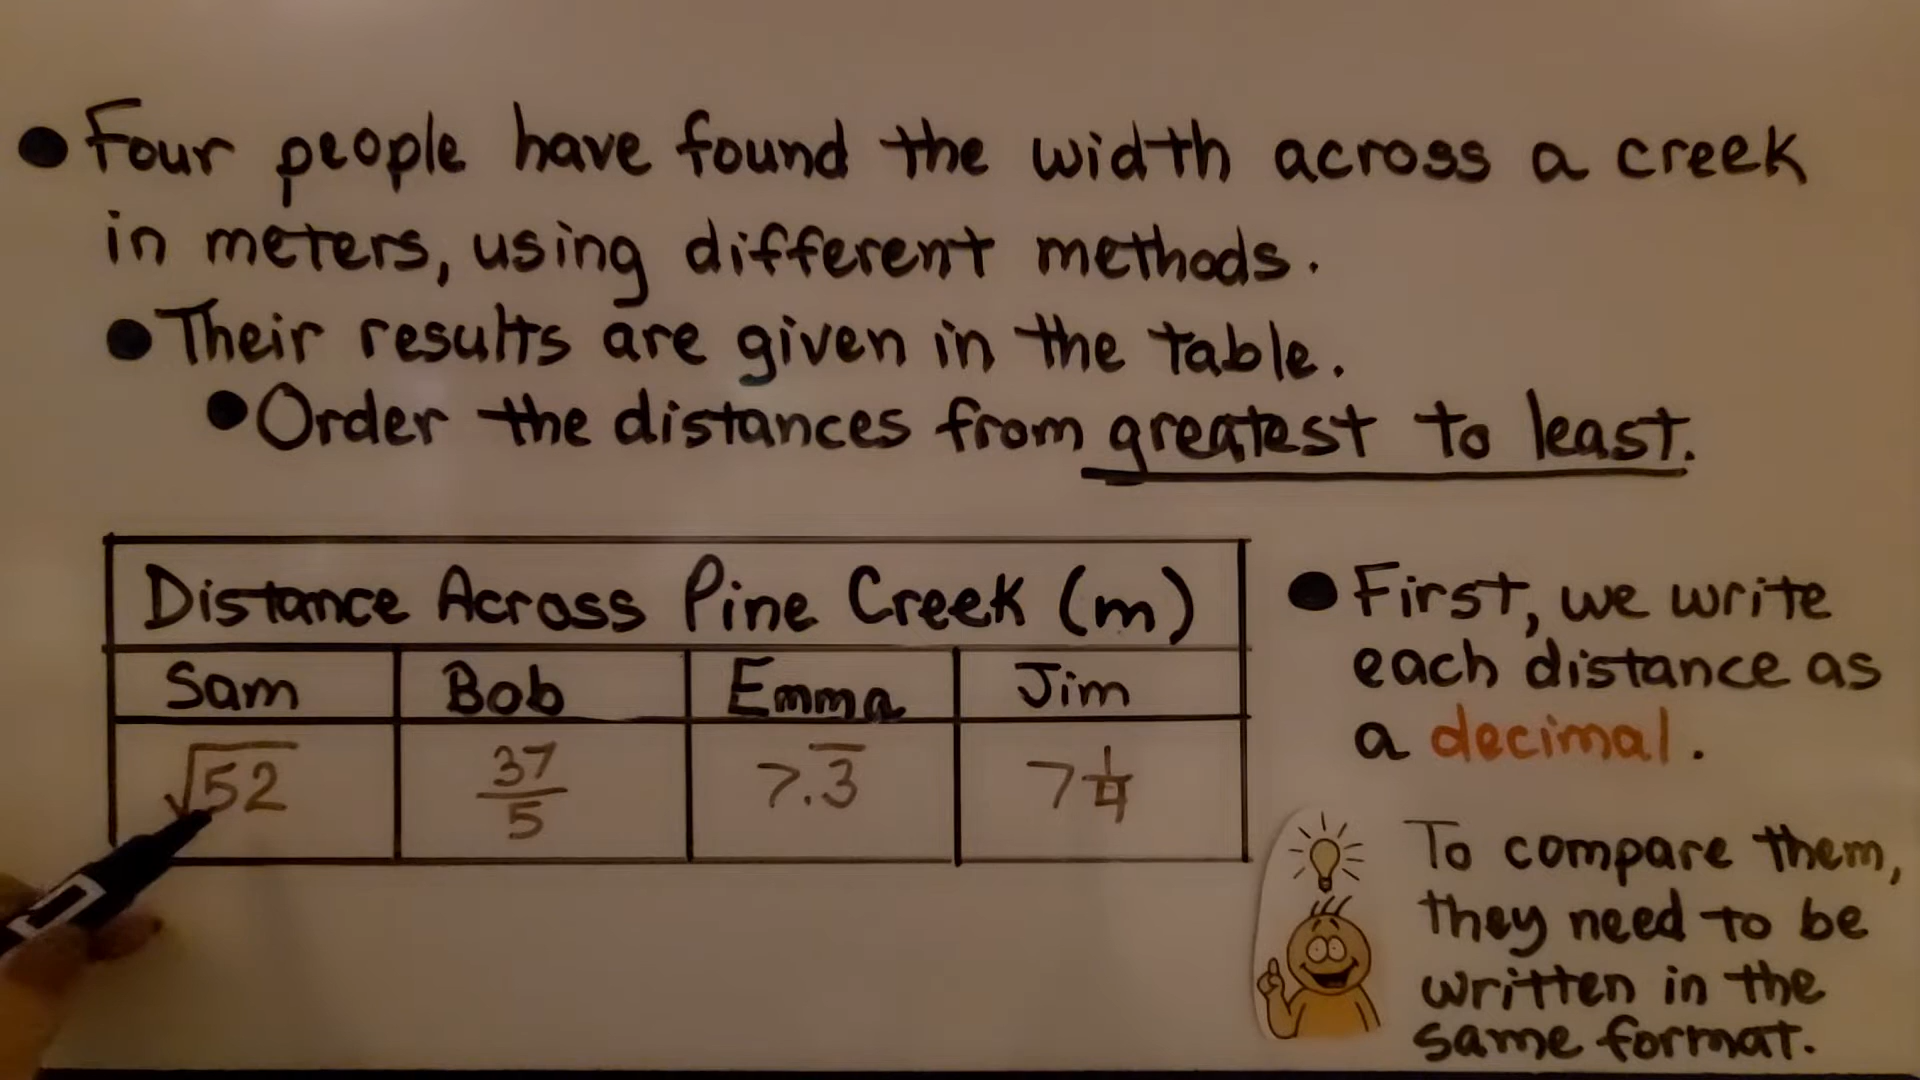 ● Four people have found the width across a creek
in meters, using different methods.
● Their results are given in the table.
● Order the distances from greatest to least.
Distance Across Pine Creek (m)
Sam Bob Emma Jim
√52 37/5 7.3̅ 7 1/4
● First, we write
each distance as
a decimal.
To compare them,
they need to be
written in the
same format.